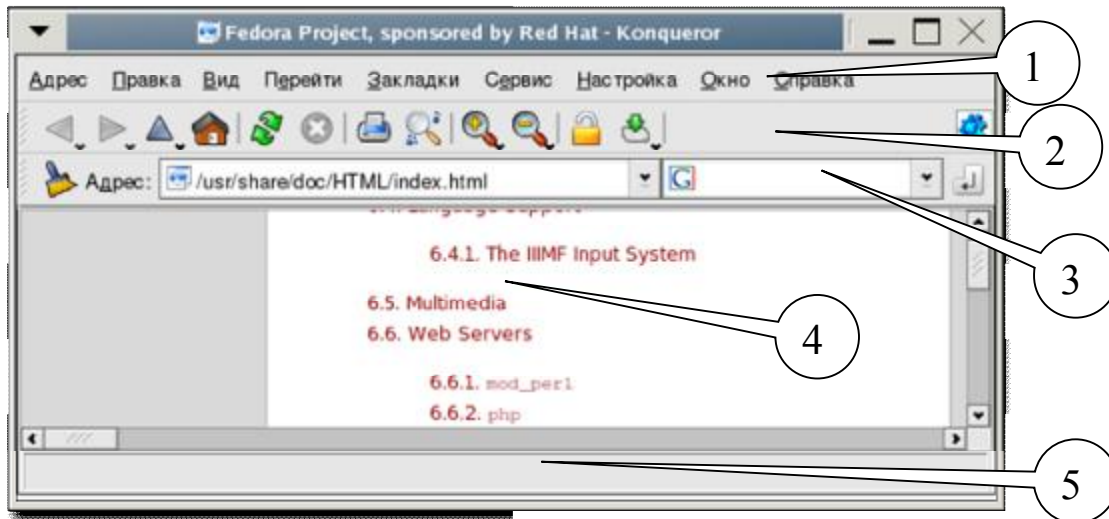 Fedora Project, sponsored by Red Hat - Konqueror
Адрес Правка Вид Перейти Закладки Сервис Настройка Окно Справка
1
2
Адрес: /usr/share/doc/HTML/index.html G
3
Language Support
6.4.1. The IIIMF Input System
6.5. Multimedia
4
6.6. Web Servers
6.6.1. mod_perl
6.6.2. php
5